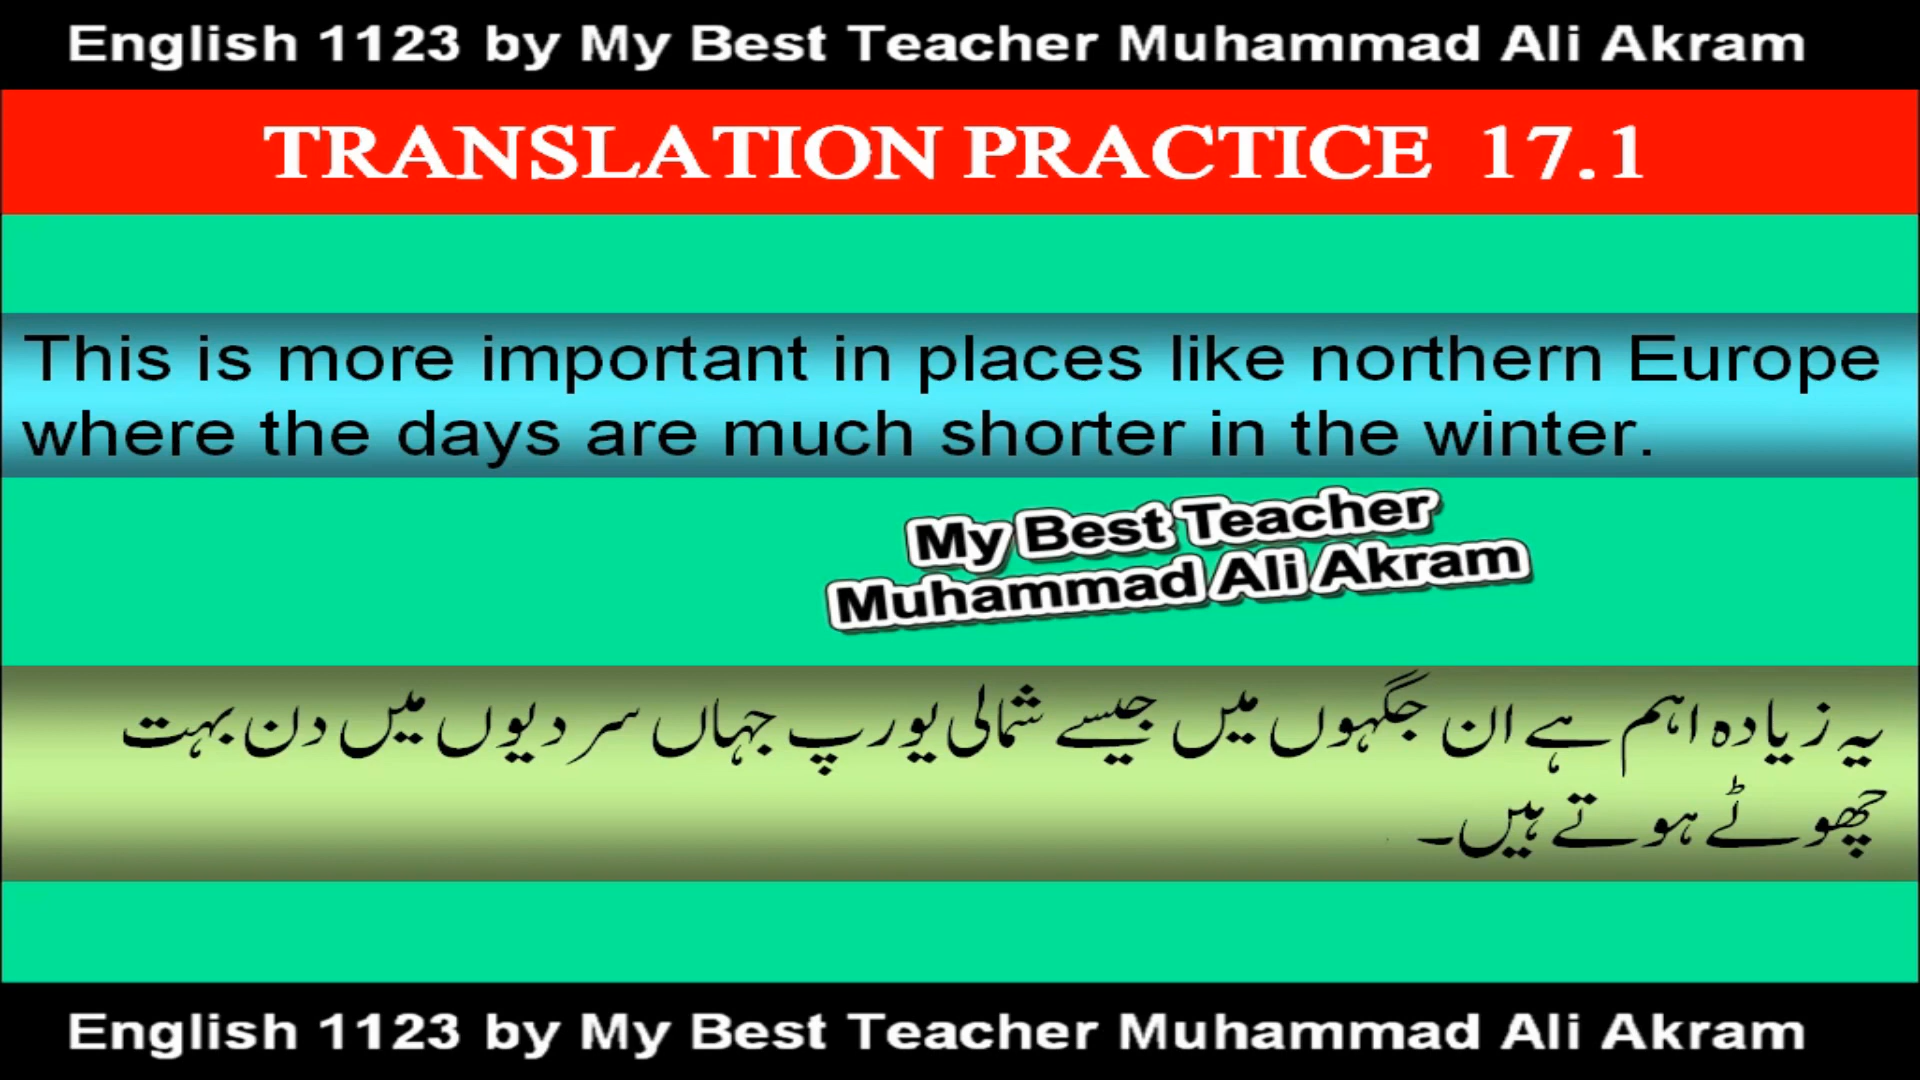 English 1123 by My Best Teacher Muhammad Ali Akram
TRANSLATION PRACTICE 17.1
This is more important in places like northern Europe
where the days are much shorter in the winter.
My Best Teacher
Muhammad Ali Akram
یہ زیادہ اہم ہے ان جگہوں میں جیسے شمالی یورپ جہاں سردیوں میں دن بہت
چھوٹے ہوتے ہیں۔
English 1123 by My Best Teacher Muhammad Ali Akram